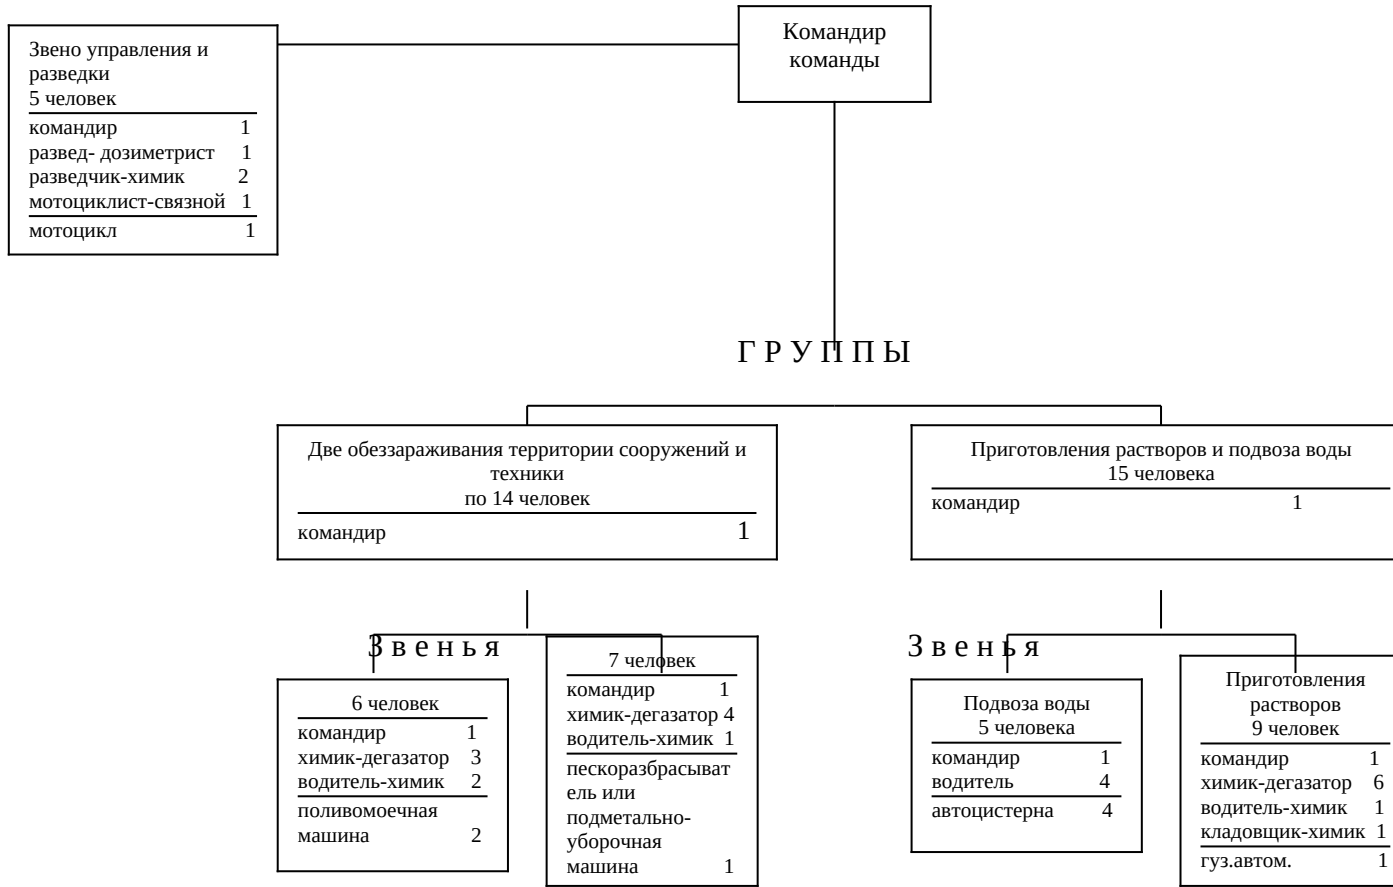 Командир
команды
Звено управления и
разведки
5 человек
командир 1
развед- дозиметрист 1
разведчик-химик 2
мотоциклист-связной 1
мотоцикл 1
Г Р У П П Ы
Две обеззараживания территории сооружений и
техники
по 14 человек
командир 1
Приготовления растворов и подвоза воды
15 человека
командир 1
З в е н ь я
6 человек
командир 1
химик-дегазатор 3
водитель-химик 2
поливомоечная
машина 2
7 человек
командир 1
химик-дегазатор 4
водитель-химик 1
пескоразбрасыват
ель или
подметально-
уборочная
машина 1
З в е н ь я
Подвоза воды
5 человека
командир 1
водитель 4
автоцистерна 4
Приготовления
растворов
9 человек
командир 1
химик-дегазатор 6
водитель-химик 1
кладовщик-химик 1
гуз.автом. 1